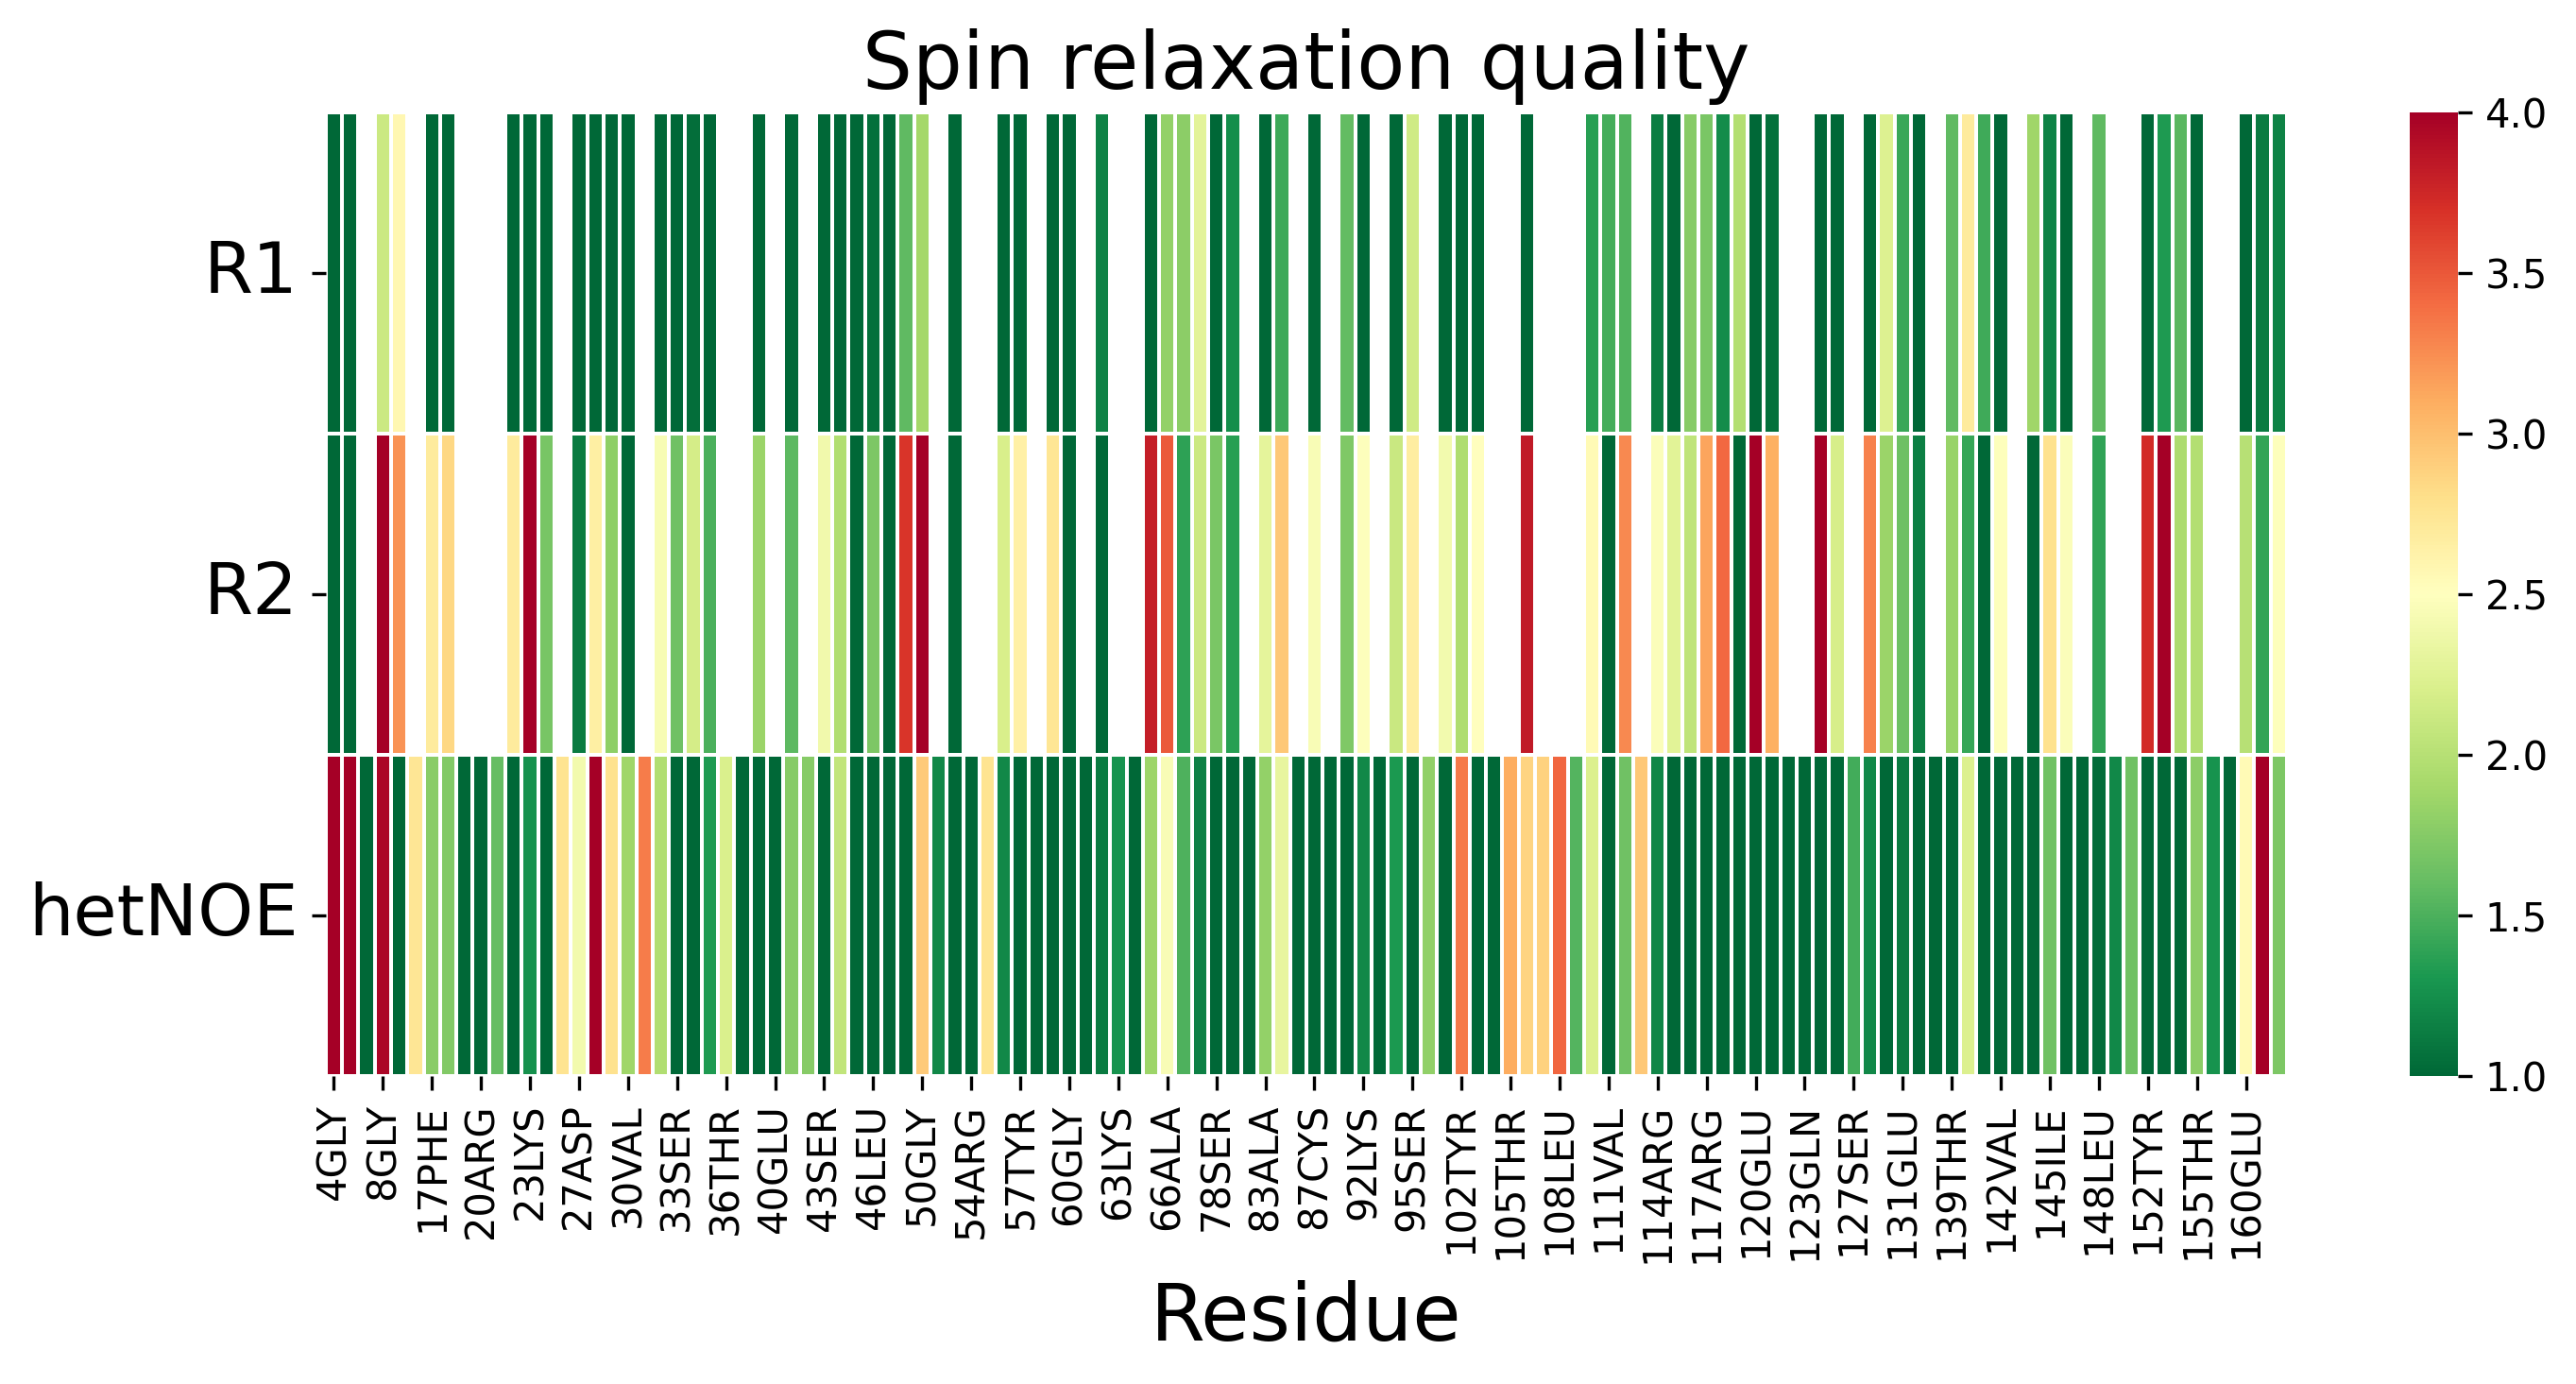 Spin relaxation quality
R1
R2
hetNOE
4GLY
8GLY
17PHE
20ARG
23LYS
27ASP
30VAL
33SER
36THR
40GLU
43SER
46LEU
50GLY
54ARG
57TYR
60GLY
63LYS
66ALA
78SER
83ALA
87CYS
92LYS
95SER
102TYR
105THR
108LEU
111VAL
114ARG
117ARG
120GLU
123GLN
127SER
131GLU
139THR
142VAL
145ILE
148LEU
152TYR
155THR
160GLU
Residue
4.0
3.5
3.0
2.5
2.0
1.5
1.0